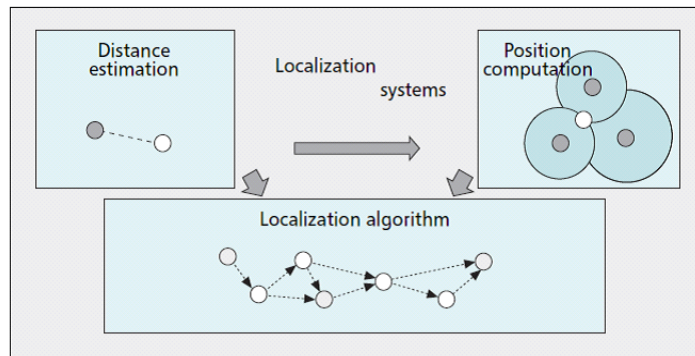 Distance
estimation
Localization
systems
Position
computation
Localization algorithm